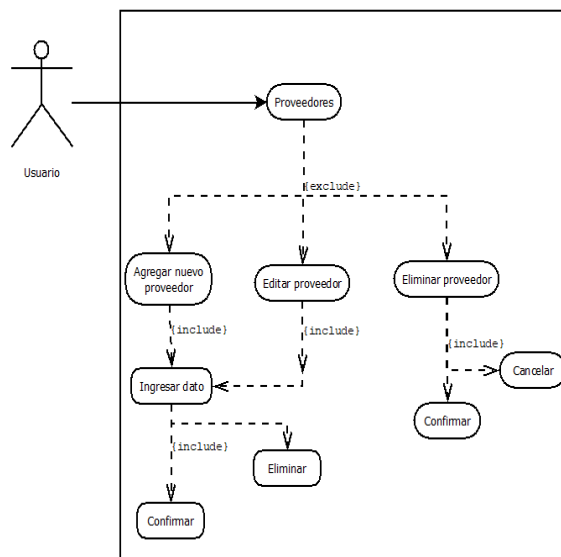 Proveedores
Usuario
{exclude}
Agregar nuevo
proveedor
Editar proveedor
Eliminar proveedor
{include}
{include}
{include}
Ingresar dato
Cancelar
Confirmar
{include}
Eliminar
Confirmar